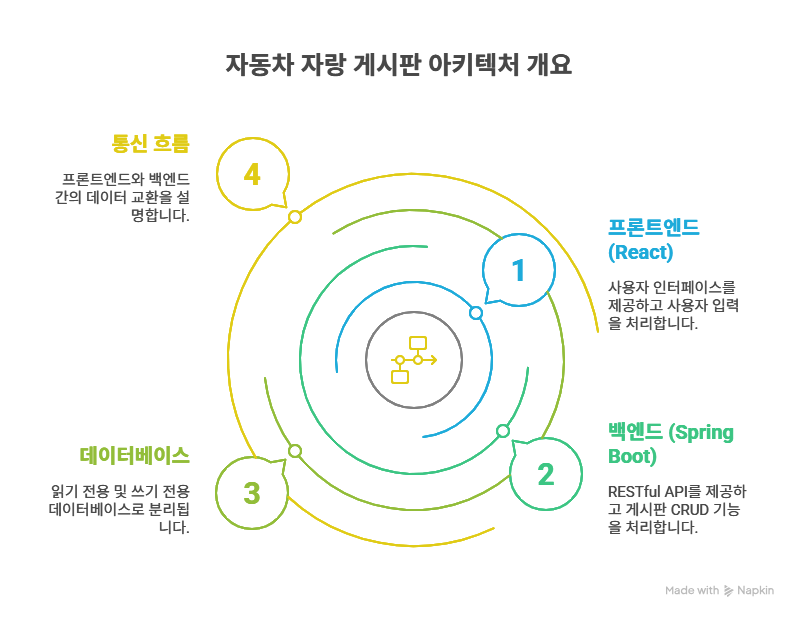 자동차 자랑 게시판 아키텍처 개요
통신 흐름
프론트엔드와 백엔드
간의 데이터 교환을 설
명합니다.
4
1
프론트엔드
(React)
사용자 인터페이스를
제공하고 사용자 입력
을 처리합니다.
데이터베이스
읽기 전용 및 쓰기 전용
데이터베이스로 분리됩
니다.
3
2
백엔드 (Spring
Boot)
RESTful API를 제공하
고 게시판 CRUD 기능
을 처리합니다.
Made with Napkin